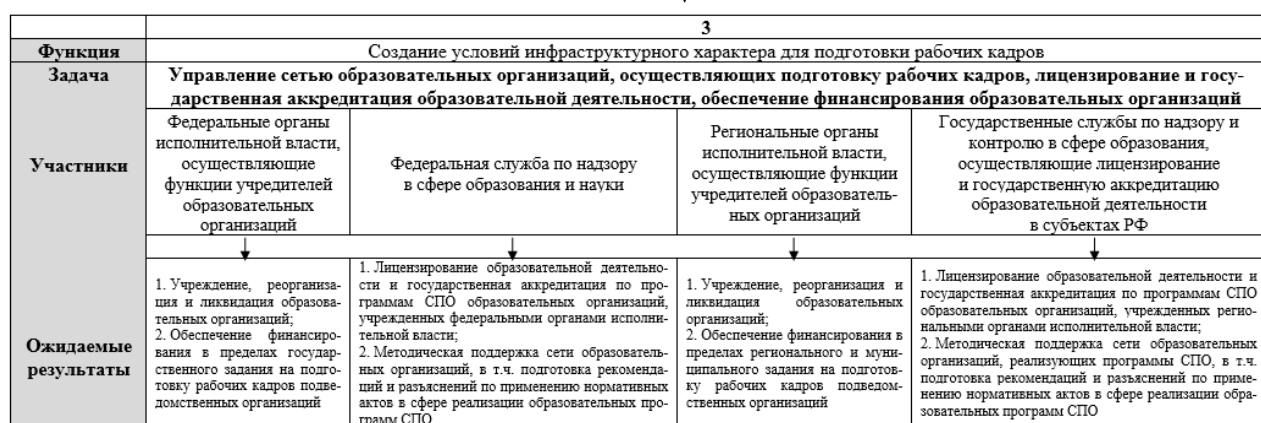 3
Функция
Создание условий инфраструктурного характера для подготовки рабочих кадров
Задача
Управление сетью образовательных организаций, осуществляющих подготовку рабочих кадров, лицензирование и госу-
дарственная аккредитация образовательной деятельности, обеспечение финансирования образовательных организаций
Участники
Федеральные органы
исполнительной власти,
осуществляющие
функции учредителей
образовательных
организаций
Федеральная служба по надзору
в сфере образования и науки
Региональные органы
исполнительной власти,
осуществляющие функции
учредителей образователь-
ных организаций
Государственные службы по надзору и
контролю в сфере образования,
осуществляющие лицензирование
и государственную аккредитацию
образовательной деятельности
в субъектах РФ
Ожидаемые
результаты
1. Учреждение, реорганиза-
ция и ликвидация образова-
тельных организаций;
2. Обеспечение финансиро-
вания в пределах государ-
ственного задания на подго-
товку рабочих кадров подве-
домственных организаций
1. Лицензирование образовательной деятельно-
сти и государственная аккредитация по про-
граммам СПО образовательных организаций,
учрежденных федеральными органами исполни-
тельной власти;
2. Методическая поддержка сети образователь-
ных организаций, в т.ч. подготовка рекоменда-
ций и разъяснений по применению нормативных
актов в сфере реализации образовательных про-
грамм СПО
1. Учреждение, реорганизация и
ликвидация образовательных
организаций;
2. Обеспечение финансирования в
пределах регионального и муни-
ципального задания на подготов-
ку рабочих кадров подведом-
ственных организаций
1. Лицензирование образовательной деятельности и
государственная аккредитация по программам СПО
образовательных организаций, учрежденных регио-
нальными органами исполнительной власти;
2. Методическая поддержка сети образовательных
организаций, реализующих программы СПО, в т.ч.
подготовка рекомендаций и разъяснений по приме-
нению нормативных актов в сфере реализации обра-
зовательных программ СПО